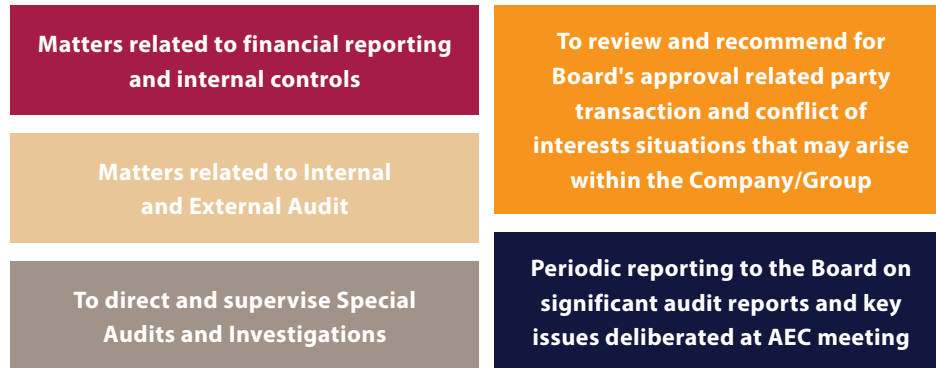 Matters related to financial reporting
and internal controls
Matters related to Internal
and External Audit
To direct and supervise Special
Audits and Investigations
To review and recommend for
Board's approval related party
transaction and conflict of
interests situations that may arise
within the Company/Group
Periodic reporting to the Board on
significant audit reports and key
issues deliberated at AEC meeting